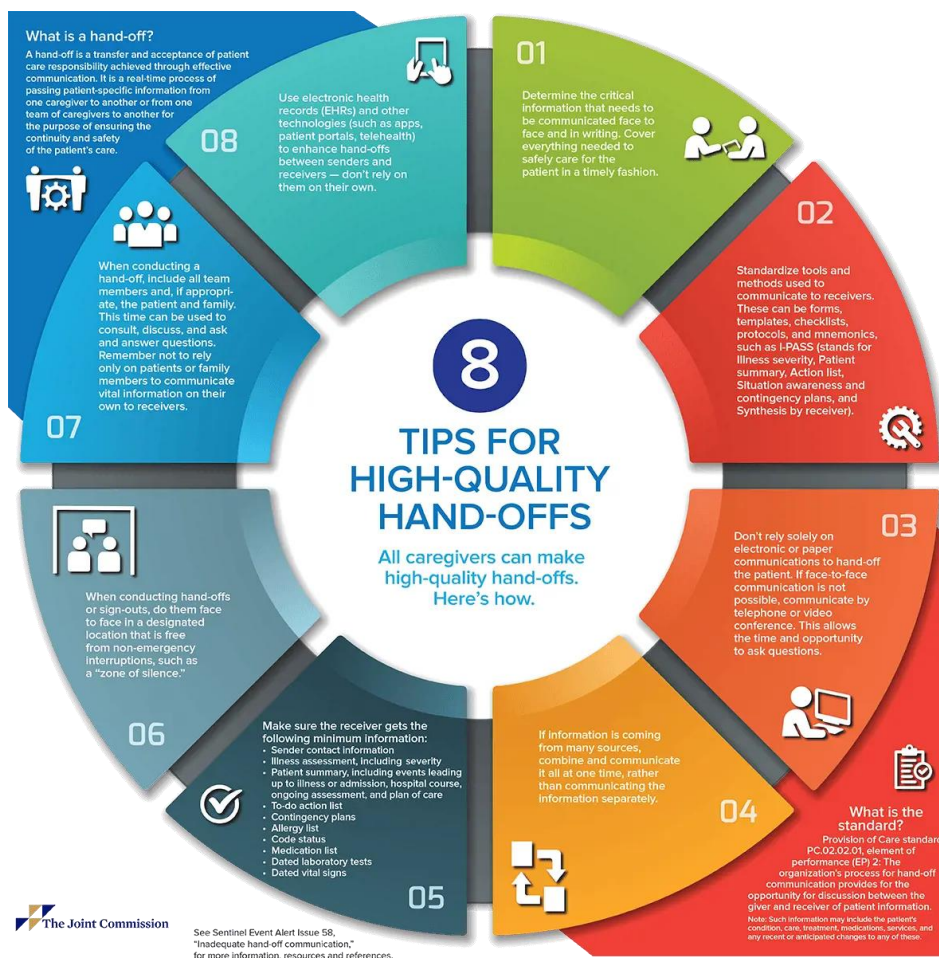 What is a hand-off?
A hand-off is a transfer and acceptance of patient
care responsibility achieved through effective
communication. It is a real-time process of
passing patient-specific information from
one caregiver to another or from one
team of caregivers to another for
the purpose of ensuring the
continuity and safety
of the patient's care.
8
TIPS FOR
HIGH-QUALITY
HAND-OFFS
All caregivers can make
high-quality hand-offs.
Here's how.
01
Determine the critical
information that needs to
be communicated face to
face and in writing. Cover
everything needed to
safely care for the
patient in a timely fashion.
02
Standardize tools and
methods used to
communicate to receivers.
These can be forms,
templates, checklists,
protocols, and mnemonics,
such as I-PASS (stands for
Illness severity, Patient
summary, Action list,
Situation awareness and
contingency plans, and
Synthesis by receiver).
03
Don't rely solely on
electronic or paper
communications to hand-off
the patient. If face-to-face
communication is not
possible, communicate by
telephone or video
conference. This allows
the time and opportunity
to ask questions.
04
If information is coming
from many sources,
combine and communicate
it all at one time, rather
than communicating the
information separately.
05
Make sure the receiver gets the
following minimum information:
• Sender contact information
• Illness assessment, including severity
• Patient summary, including events leading
up to illness or admission, hospital course,
ongoing assessment, and plan of care
• To-do action list
• Contingency plans
• Allergy list
• Code status
• Medication list
• Dated laboratory tests
• Dated vital signs
06
When conducting hand-offs
or sign-outs, do them face
to face in a designated
location that is free
from non-emergency
interruptions, such as
a "zone of silence."
07
When conducting a
hand-off, include all team
members and, if appropri-
ate, the patient and family.
This time can be used to
consult, discuss, and ask
and answer questions.
Remember not to rely
only on patients or family
members to communicate
vital information on their
own to receivers.
08
Use electronic health
records (EHRs) and other
technologies (such as apps,
patient portals, telehealth)
to enhance hand-offs
between senders and
receivers — don't rely on
them on their own.
What is the
standard?
Provision of Care standard
PC.02.02.01, element of
performance (EP) 2: The
organization's process for hand-off
communication provides for the
opportunity for discussion between the
giver and receiver of patient information.
Note: Such information may include the patient's
condition, care, treatment, medications, services, and
any recent or anticipated changes to any of these.
The Joint Commission
See Sentinel Event Alert Issue 58,
"Inadequate hand-off communication,"
for more information, resources and references.